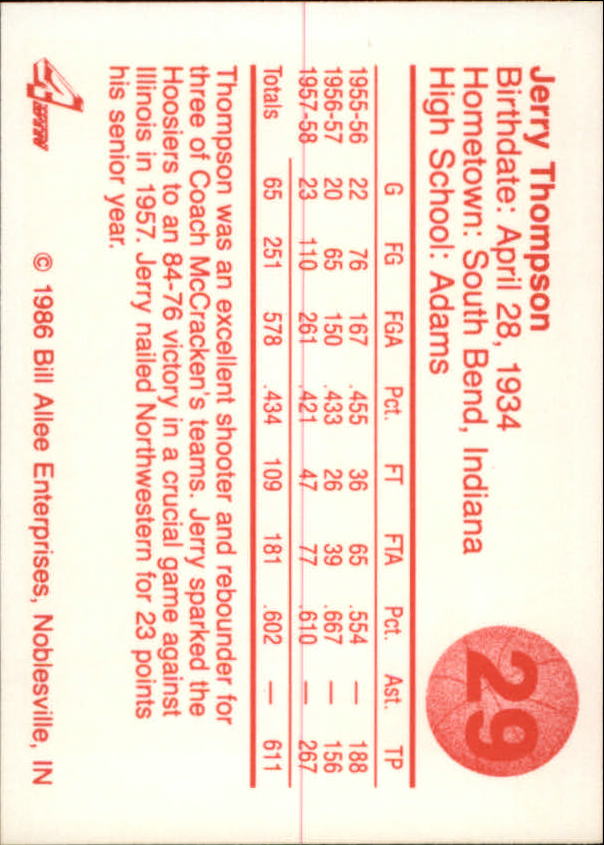 Jerry Thompson
Birthdate: April 28, 1934
Hometown: South Bend, Indiana
High School: Adams
29
G FG FGA Pct. FT FTA Pct. Ast. TP
1955-56 22 76 167 .455 36 65 .554 — 188
1956-57 20 65 150 .433 26 39 .667 — 156
1957-58 23 110 261 .421 47 77 .610 — 267
Totals 65 251 578 .434 109 181 .602 — 611
Thompson was an excellent shooter and rebounder for
three of Coach McCracken's teams. Jerry sparked the
Hoosiers to an 84-76 victory in a crucial game against
Illinois in 1957. Jerry nailed Northwestern for 23 points
his senior year.
© 1986 Bill Allee Enterprises, Noblesville, IN